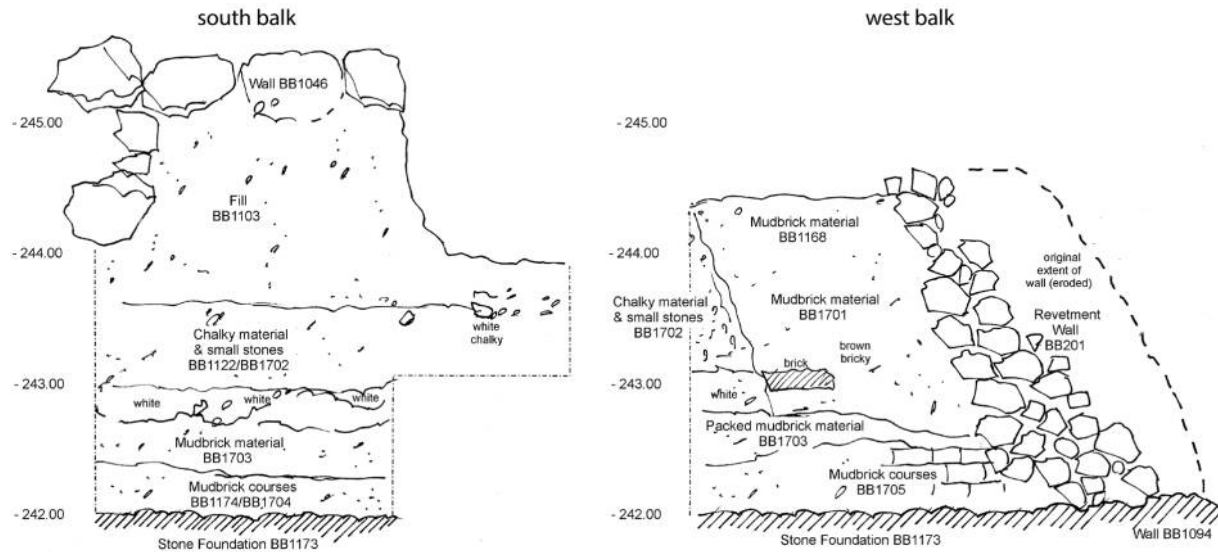 south balk
Wall BB1046
- 245.00
Fill
BB1103
- 244.00
white
chalky
Chalky material
& small stones
BB1122/BB1702
- 243.00
white
white
white
Mudbrick material
BB1703
Mudbrick courses
BB1174/BB1704
- 242.00
Stone Foundation BB1173
west balk
- 245.00
Mudbrick material
BB1168
- 244.00
original
extent of
wall (eroded)
Chalky material
& small stones
BB1702
Mudbrick material
BB1701
Revetment
Wall
BB201
brown
bricky
brick
- 243.00
white
Packed mudbrick material
BB1703
Mudbrick courses
BB1705
- 242.00
Stone Foundation BB1173
Wall BB1094